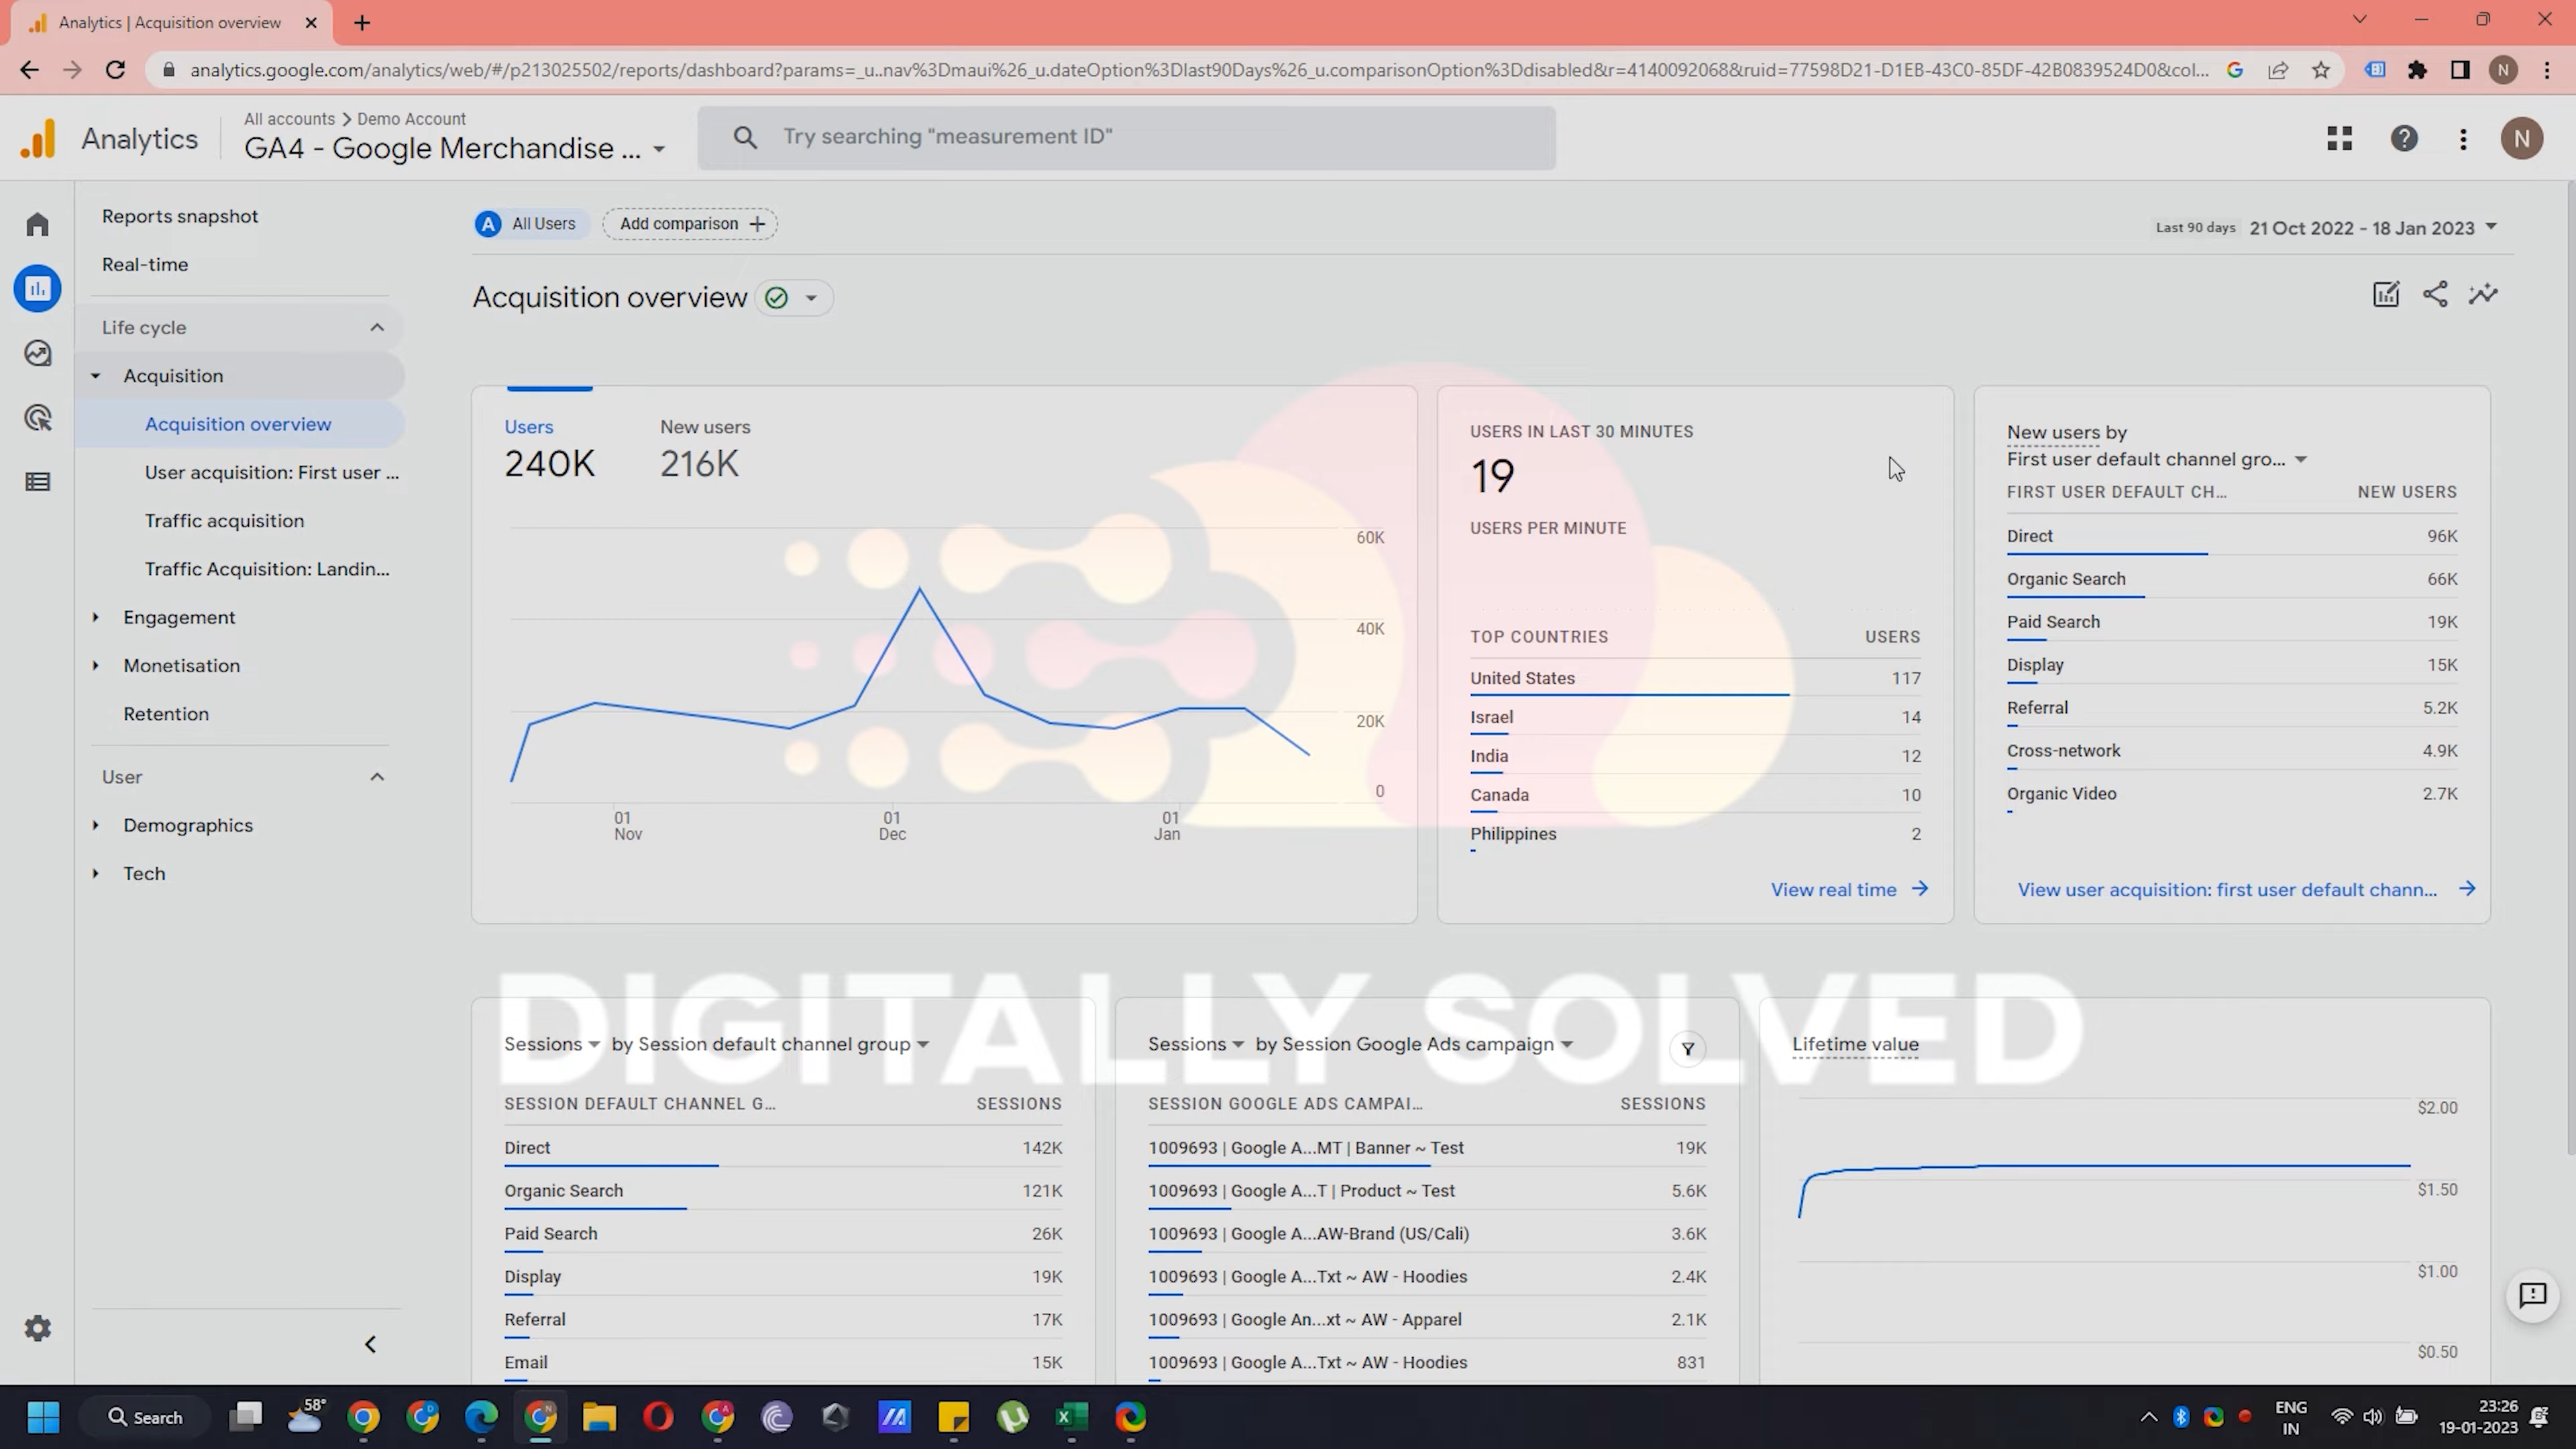 Analytics | Acquisition overview
analytics.google.com/analytics/web/#/p213025502/reports/dashboard?params=_u..nav%3Dmaui%26_u.dateOption%3Dlast90Days%26_u.comparisonOption%3Ddisabled&r=4140092068&ruid=77598D21-D1EB-43C0-85DF-42B0839524D0&col...
N
Analytics
All accounts > Demo Account
GA4 - Google Merchandise ...
Try searching "measurement ID"
N
Reports snapshot
Real-time
Life cycle
Acquisition
Acquisition overview
User acquisition: First user ...
Traffic acquisition
Traffic Acquisition: Landin...
Engagement
Monetisation
Retention
User
Demographics
Tech
A All Users
Add comparison +
Last 90 days 21 Oct 2022 - 18 Jan 2023
Acquisition overview
Users
240K
New users
216K
60K
40K
20K
0
01 Nov
01 Dec
01 Jan
USERS IN LAST 30 MINUTES
19
USERS PER MINUTE
TOP COUNTRIES USERS
United States 117
Israel 14
India 12
Canada 10
Philippines 2
View real time
New users by
First user default channel gro...
FIRST USER DEFAULT CH... NEW USERS
Direct 96K
Organic Search 66K
Paid Search 19K
Display 15K
Referral 5.2K
Cross-network 4.9K
Organic Video 2.7K
View user acquisition: first user default chann...
DIGITALLY SOLVED
Sessions by Session default channel group
SESSION DEFAULT CHANNEL G... SESSIONS
Direct 142K
Organic Search 121K
Paid Search 26K
Display 19K
Referral 17K
Email 15K
Sessions by Session Google Ads campaign
SESSION GOOGLE ADS CAMPAI... SESSIONS
1009693 | Google A...MT | Banner ~ Test 19K
1009693 | Google A...T | Product ~ Test 5.6K
1009693 | Google A...AW-Brand (US/Cali) 3.6K
1009693 | Google A...Txt ~ AW - Hoodies 2.4K
1009693 | Google An...xt ~ AW - Apparel 2.1K
1009693 | Google A...Txt ~ AW - Hoodies 831
Lifetime value
$2.00
$1.50
$1.00
$0.50
58°
Search
ENG
IN
23:26
19-01-2023